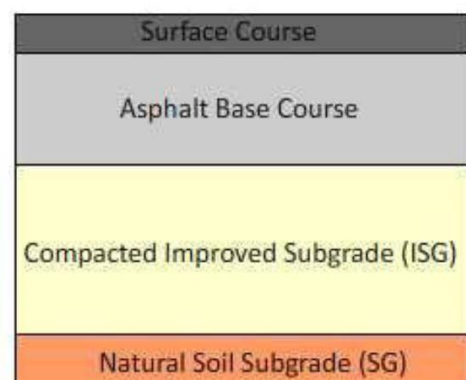 Surface Course
Asphalt Base Course
Compacted Improved Subgrade (ISG)
Natural Soil Subgrade (SG)